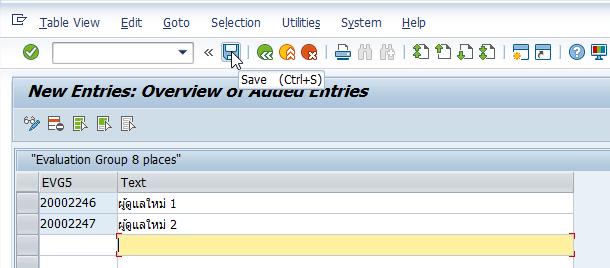 Table View Edit Goto Selection Utilities System Help
Save (Ctrl+S)
New Entries: Overview of Added Entries
"Evaluation Group 8 places"
EVG5 Text
20002246 ผู้ดูแลใหม่ 1
20002247 ผู้ดูแลใหม่ 2